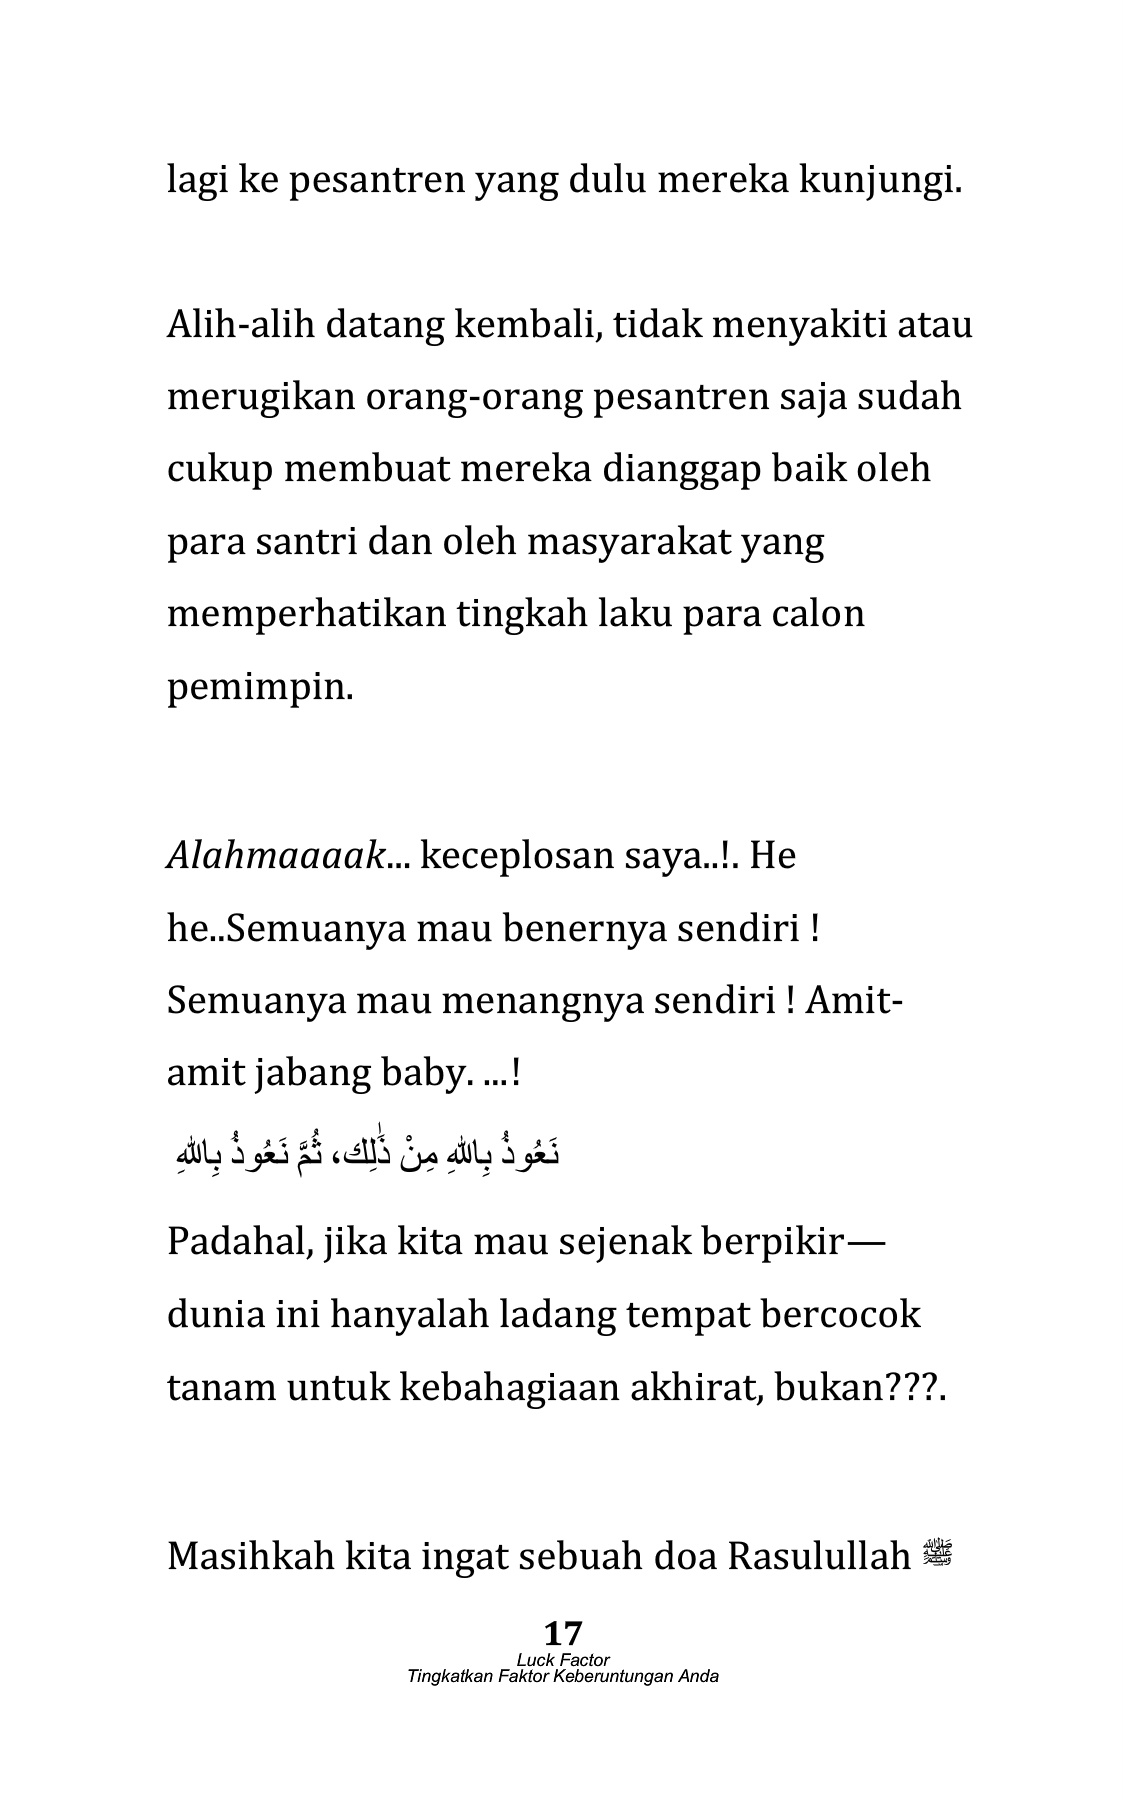 lagi ke pesantren yang dulu mereka kunjungi.
Alih-alih datang kembali, tidak menyakiti atau
merugikan orang-orang pesantren saja sudah
cukup membuat mereka dianggap baik oleh
para santri dan oleh masyarakat yang
memperhatikan tingkah laku para calon
pemimpin.
Alahmaaaak... keceplosan saya..!. He
he..Semuanya mau benernya sendiri !
Semuanya mau menangnya sendiri ! Amit-
amit jabang baby. ...!
نَعُوذُ بِاللهِ مِنْ ذَٰلِك، ثُمَّ نَعُوذُ بِاللهِ
Padahal, jika kita mau sejenak berpikir—
dunia ini hanyalah ladang tempat bercocok
tanam untuk kebahagiaan akhirat, bukan???.
Masihkah kita ingat sebuah doa Rasulullah ﷺ
17
Luck Factor
Tingkatkan Faktor Keberuntungan Anda